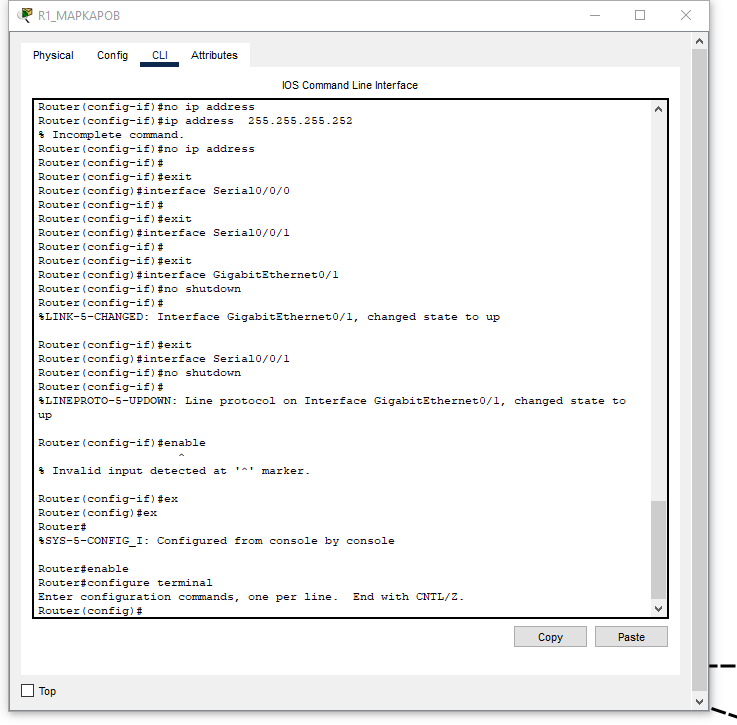 R1_МАРКАРОВ
Physical Config CLI Attributes
IOS Command Line Interface
Router(config-if)#no ip address
Router(config-if)#ip address  255.255.255.252
% Incomplete command.
Router(config-if)#no ip address
Router(config-if)#
Router(config-if)#exit
Router(config)#interface Serial0/0/0
Router(config-if)#
Router(config-if)#exit
Router(config)#interface Serial0/0/1
Router(config-if)#
Router(config-if)#exit
Router(config)#interface GigabitEthernet0/1
Router(config-if)#no shutdown
Router(config-if)#
%LINK-5-CHANGED: Interface GigabitEthernet0/1, changed state to up
Router(config-if)#exit
Router(config)#interface Serial0/0/1
Router(config-if)#no shutdown
Router(config-if)#
%LINEPROTO-5-UPDOWN: Line protocol on Interface GigabitEthernet0/1, changed state to
up
Router(config-if)#enable
^
% Invalid input detected at '^' marker.
Router(config-if)#ex
Router(config)#ex
Router#
%SYS-5-CONFIG_I: Configured from console by console
Router#enable
Router#configure terminal
Enter configuration commands, one per line.  End with CNTL/Z.
Router(config)#
Copy Paste
Top